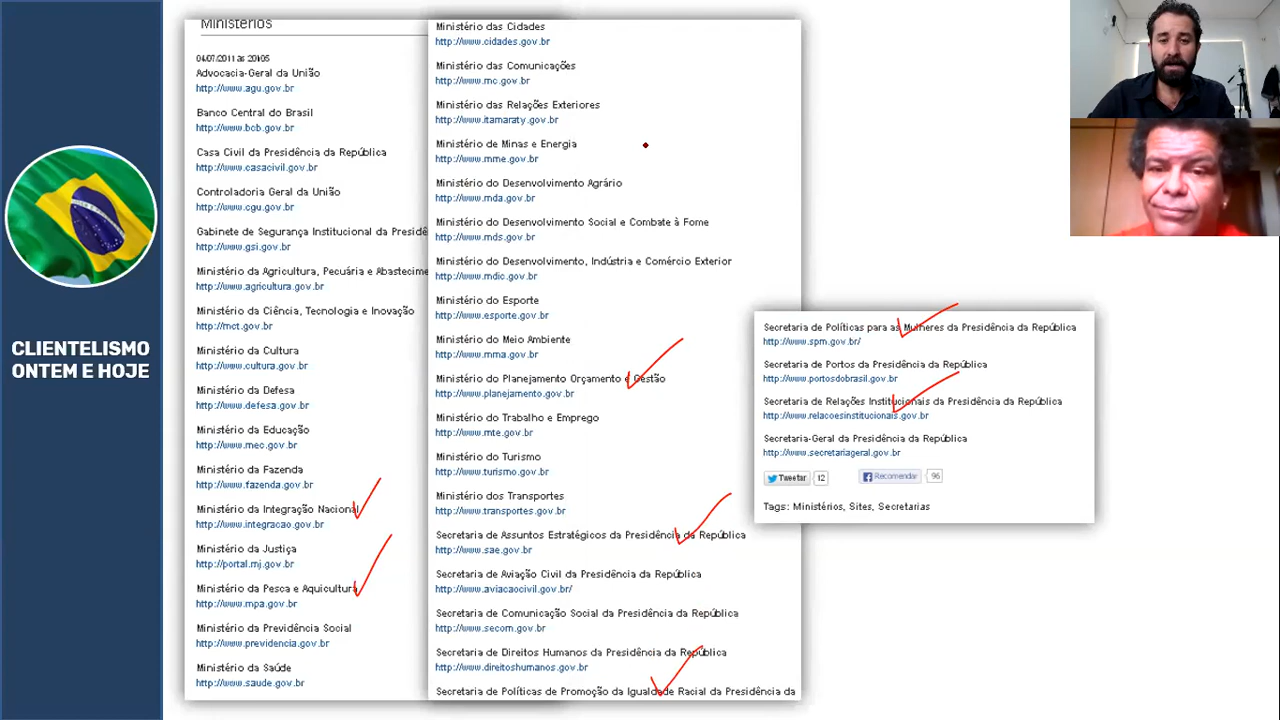 CLIENTELISMO
ONTEM E HOJE
Ministérios
04/07/2011 às 20h05
Advocacia-Geral da União
http://www.agu.gov.br
Banco Central do Brasil
http://www.bcb.gov.br
Casa Civil da Presidência da República
http://www.casacivil.gov.br
Controladoria Geral da União
http://www.cgu.gov.br
Gabinete de Segurança Institucional da Presidê
http://www.gsi.gov.br
Ministério da Agricultura, Pecuária e Abastecime
http://www.agricultura.gov.br
Ministério da Ciência, Tecnologia e Inovação
http://mct.gov.br
Ministério da Cultura
http://www.cultura.gov.br
Ministério da Defesa
http://www.defesa.gov.br
Ministério da Educação
http://www.mec.gov.br
Ministério da Fazenda
http://www.fazenda.gov.br
Ministério da Integração Nacional
http://www.integracao.gov.br
Ministério da Justiça
http://portal.mj.gov.br
Ministério da Pesca e Aquicultura
http://www.mpa.gov.br
Ministério da Previdência Social
http://www.previdencia.gov.br
Ministério da Saúde
http://www.saude.gov.br
Ministério das Cidades
http://www.cidades.gov.br
Ministério das Comunicações
http://www.mc.gov.br
Ministério das Relações Exteriores
http://www.itamaraty.gov.br
Ministério de Minas e Energia
http://www.mme.gov.br
Ministério do Desenvolvimento Agrário
http://www.mda.gov.br
Ministério do Desenvolvimento Social e Combate à Fome
http://www.mds.gov.br
Ministério do Desenvolvimento, Indústria e Comércio Exterior
http://www.mdic.gov.br
Ministério do Esporte
http://www.esporte.gov.br
Ministério do Meio Ambiente
http://www.mma.gov.br
Ministério do Planejamento Orçamento e Gestão
http://www.planejamento.gov.br
Ministério do Trabalho e Emprego
http://www.mte.gov.br
Ministério do Turismo
http://www.turismo.gov.br
Ministério dos Transportes
http://www.transportes.gov.br
Secretaria de Assuntos Estratégicos da Presidência da República
http://www.sae.gov.br
Secretaria de Aviação Civil da Presidência da República
http://www.aviacaocivil.gov.br/
Secretaria de Comunicação Social da Presidência da República
http://www.secom.gov.br
Secretaria de Direitos Humanos da Presidência da República
http://www.direitoshumanos.gov.br
Secretaria de Políticas de Promoção da Igualdade Racial da Presidência da
Secretaria de Políticas para as Mulheres da Presidência da República
http://www.spm.gov.br/
Secretaria de Portos da Presidência da República
http://www.portosdobrasil.gov.br
Secretaria de Relações Institucionais da Presidência da República
http://www.relacoesinstitucionais.gov.br
Secretaria-Geral da Presidência da República
http://www.secretariageral.gov.br
Tweetar 12 Recomendar 96
Tags: Ministérios, Sites, Secretarias